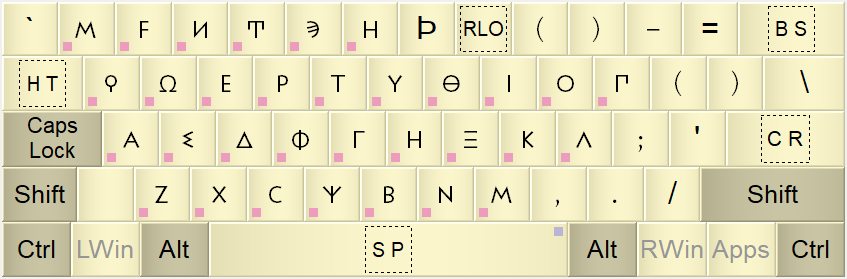 ` Ϻ Ϝ Ͷ Ͳ Η Ϸ RLO ( ) – = BS
HT Ϙ Ω Ε Ρ Τ Υ Θ Ι Ο Π ( ) \
Caps Lock Α Σ Δ Φ Γ Η Ξ Κ Λ ; ' CR
Shift Ζ Χ Ϲ Ψ Β Ν Μ , . / Shift
Ctrl LWin Alt SP Alt RWin Apps Ctrl